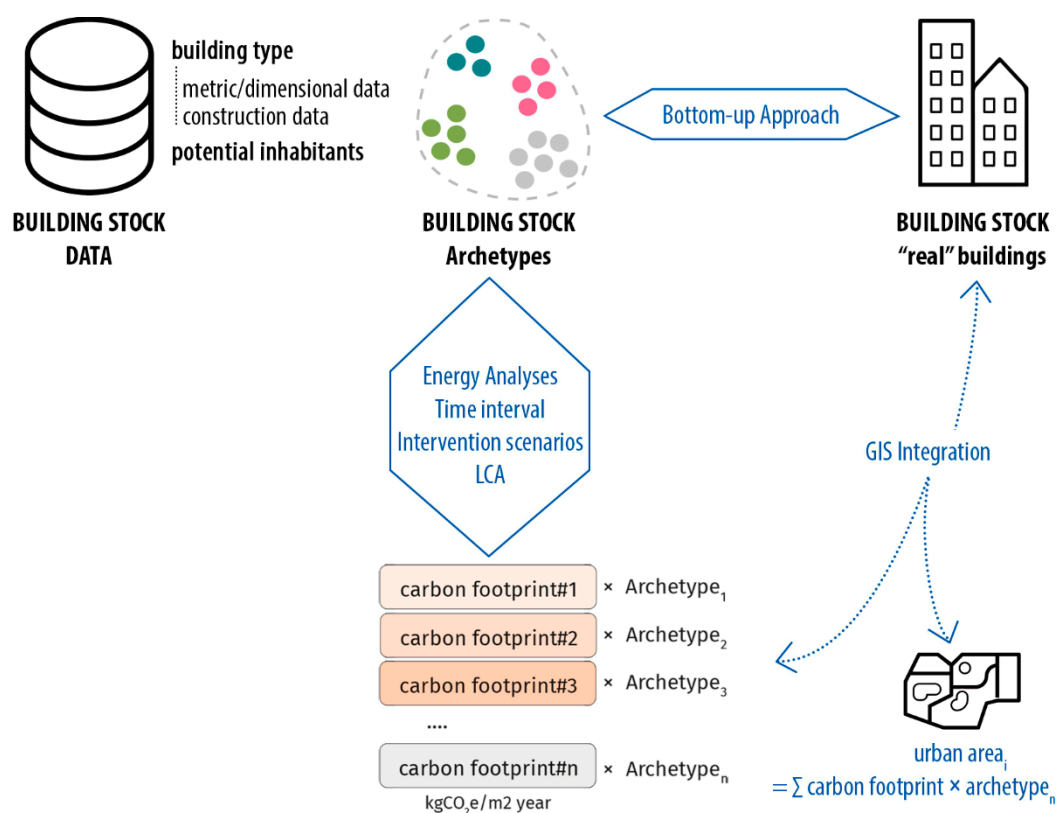 building type
metric/dimensional data
construction data
potential inhabitants
BUILDING STOCK
DATA
BUILDING STOCK
Archetypes
Bottom-up Approach
BUILDING STOCK
“real” buildings
Energy Analyses
Time interval
Intervention scenarios
LCA
GIS Integration
carbon footprint#1 × Archetype₁
carbon footprint#2 × Archetype₂
carbon footprint#3 × Archetype₃
....
carbon footprint#n × Archetypeₙ
kgCO₂e/m2 year
urban areaᵢ
= ∑ carbon footprint × archetypeₙ